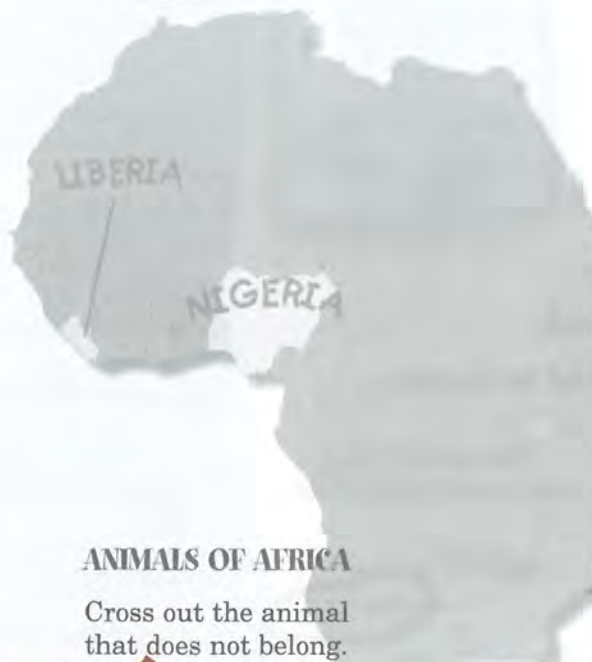 LIBERIA
NIGERIA
ANIMALS OF AFRICA
Cross out the animal
that does not belong.